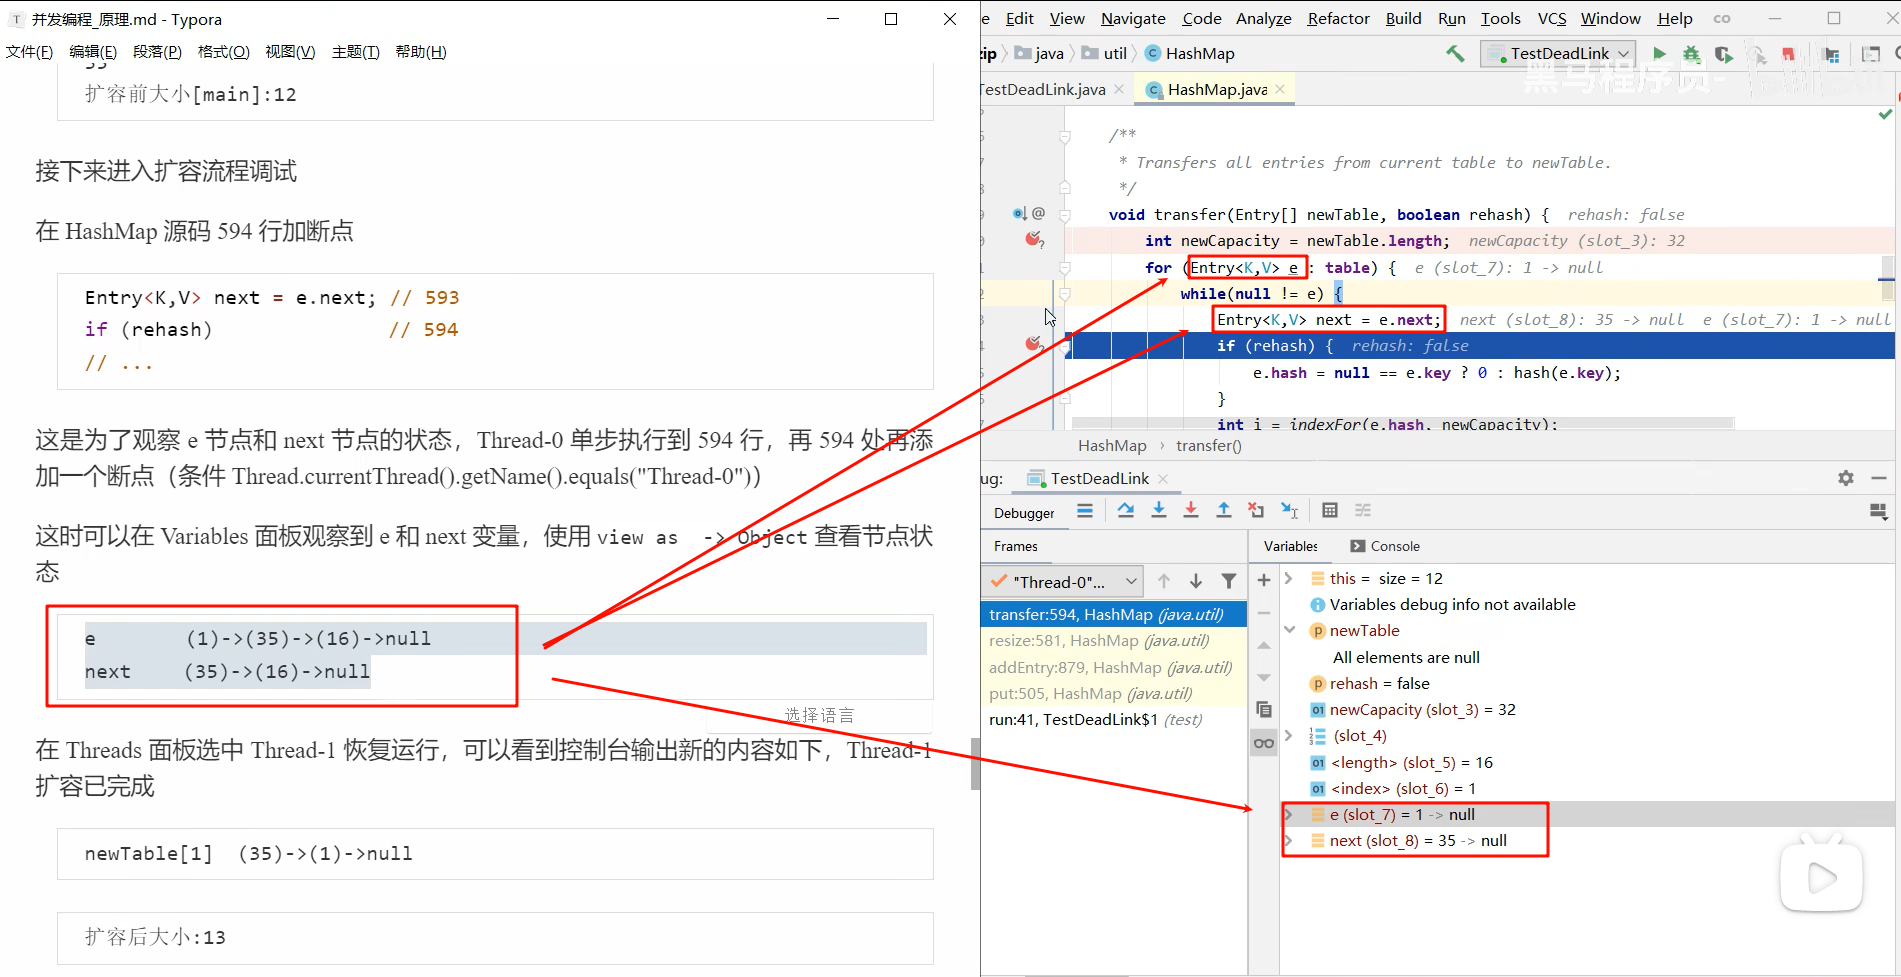 并发编程_原理.md - Typora
文件(F) 编辑(E) 段落(P) 格式(O) 视图(V) 主题(T) 帮助(H)
扩容前大小[main]:12
接下来进入扩容流程调试
在 HashMap 源码 594 行加断点
Entry<K,V> next = e.next; // 593
if (rehash) // 594
// ...
这是为了观察 e 节点和 next 节点的状态，Thread-0 单步执行到 594 行，再 594 处再添
加一个断点（条件 Thread.currentThread().getName().equals("Thread-0")）
这时可以在 Variables 面板观察到 e 和 next 变量，使用 view as -> Object 查看节点状
态
e (1)->(35)->(16)->null
next (35)->(16)->null
选择语言
在 Threads 面板选中 Thread-1 恢复运行，可以看到控制台输出新的内容如下，Thread-1
扩容已完成
newTable[1] (35)->(1)->null
扩容后大小:13
e Edit View Navigate Code Analyze Refactor Build Run Tools VCS Window Help co
zip java util HashMap TestDeadLink
黑马程序员-
TestDeadLink.java HashMap.java
/**
* Transfers all entries from current table to newTable.
*/
void transfer(Entry[] newTable, boolean rehash) { rehash: false
int newCapacity = newTable.length; newCapacity (slot_3): 32
for (Entry<K,V> e : table) { e (slot_7): 1 -> null
while(null != e) {
Entry<K,V> next = e.next; next (slot_8): 35 -> null e (slot_7): 1 -> null
if (rehash) { rehash: false
e.hash = null == e.key ? 0 : hash(e.key);
}
int i = indexFor(e.hash, newCapacity);
HashMap › transfer()
ug: TestDeadLink
Debugger
Frames Variables Console
"Thread-0"...
transfer:594, HashMap (java.util)
resize:581, HashMap (java.util)
addEntry:879, HashMap (java.util)
put:505, HashMap (java.util)
run:41, TestDeadLink$1 (test)
this = size = 12
Variables debug info not available
newTable
All elements are null
rehash = false
newCapacity (slot_3) = 32
(slot_4)
<length> (slot_5) = 16
<index> (slot_6) = 1
e (slot_7) = 1 -> null
next (slot_8) = 35 -> null